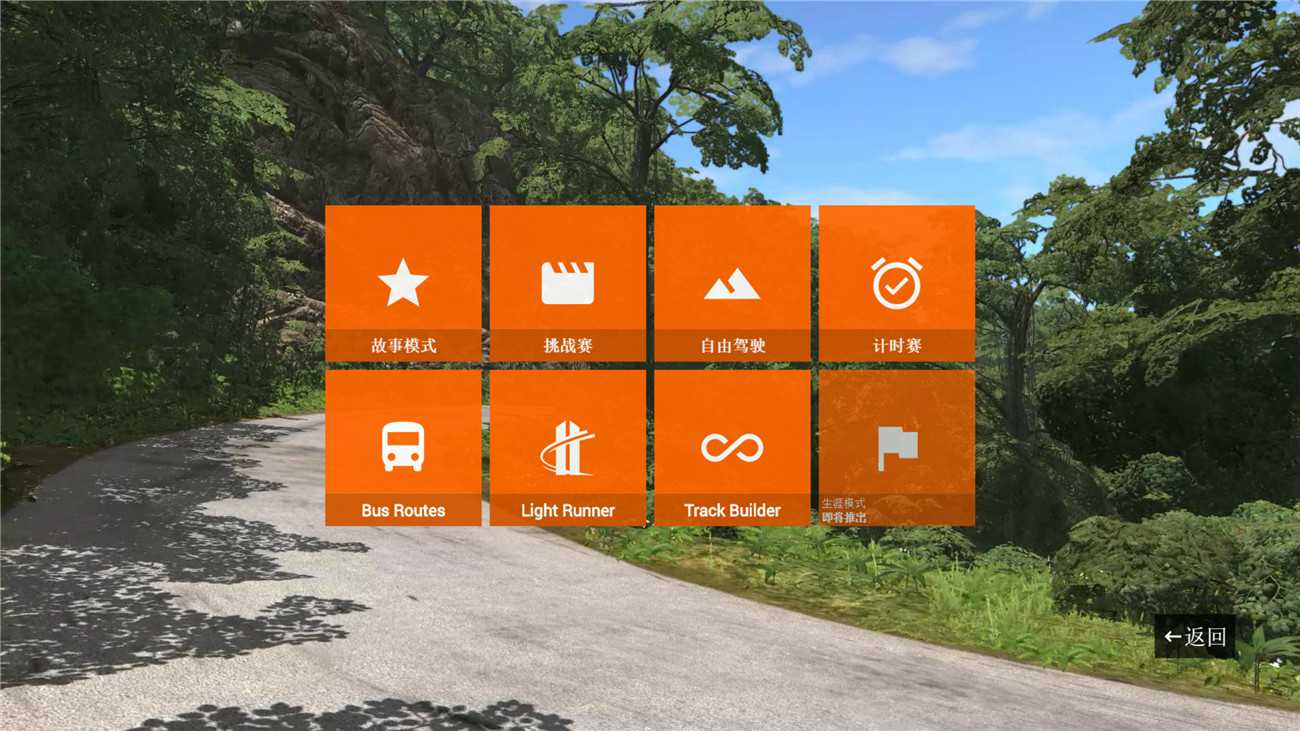 故事模式
挑战赛
自由驾驶
计时赛
Bus Routes
Light Runner
Track Builder
生涯模式
即将推出
←返回